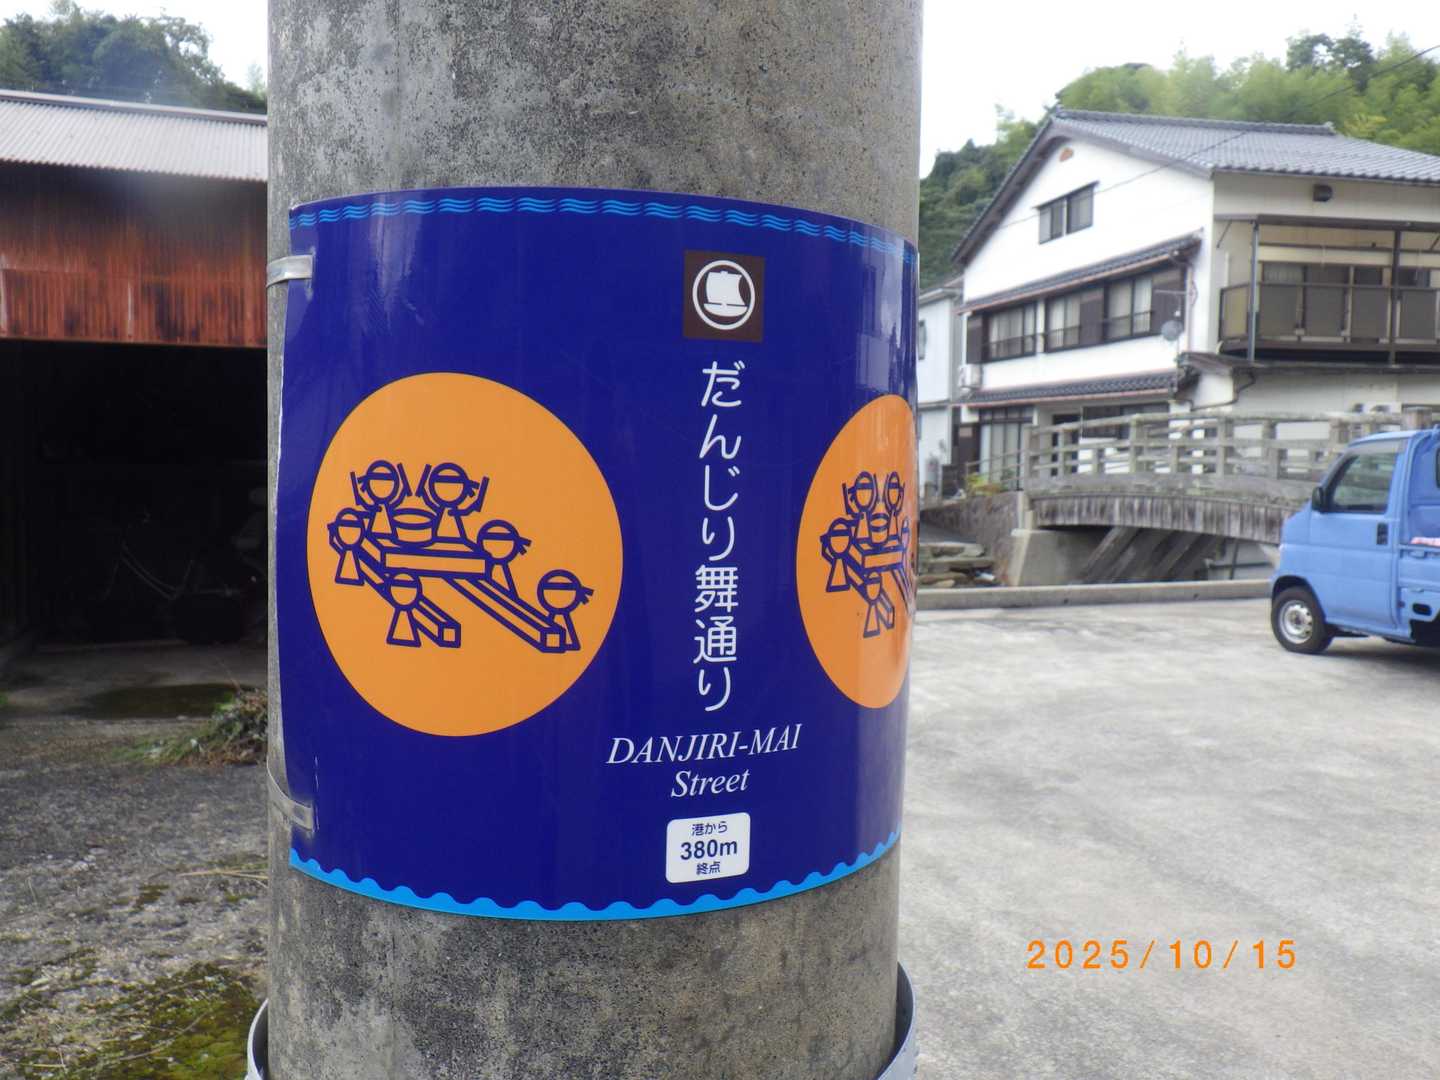 だんじり舞通り
DANJIRI-MAI
Street
港から
380m
終点
2025/10/15